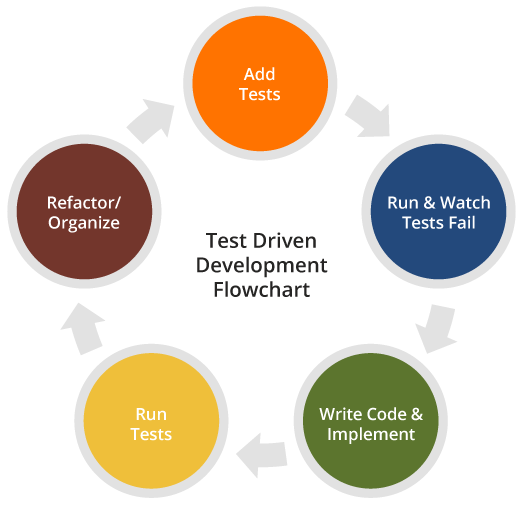 Add
Tests
Run & Watch
Tests Fail
Write Code &
Implement
Run
Tests
Refactor/
Organize
Test Driven
Development
Flowchart